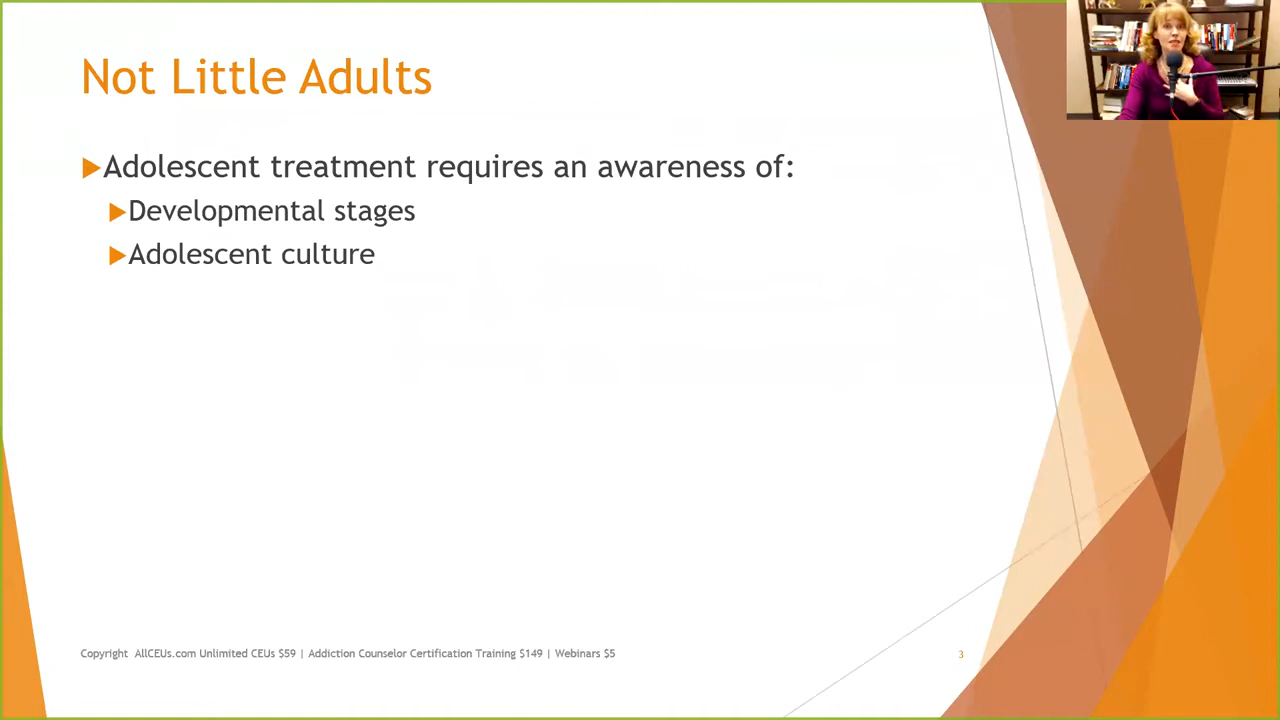 Not Little Adults
Adolescent treatment requires an awareness of:
Developmental stages
Adolescent culture
Copyright AllCEUs.com Unlimited CEUs $59 | Addiction Counselor Certification Training $149 | Webinars $5
3